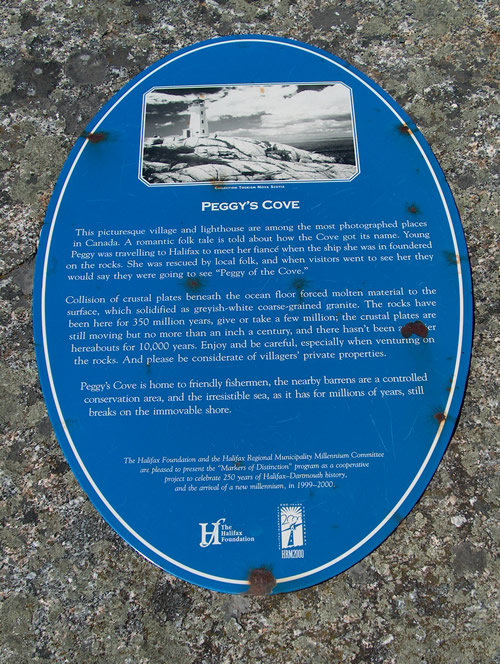 Collection Tourism Nova Scotia
Peggy's Cove
This picturesque village and lighthouse are among the most photographed places
in Canada. A romantic folk tale is told about how the Cove got its name. Young
Peggy was travelling to Halifax to meet her fiancé when the ship she was in foundered
on the rocks. She was rescued by local folk, and when visitors went to see her they
would say they were going to see "Peggy of the Cove."
Collision of crustal plates beneath the ocean floor forced molten material to the
surface, which solidified as greyish-white coarse-grained granite. The rocks have
been here for 350 million years, give or take a few million; the crustal plates are
still moving but no more than an inch a century, and there hasn't been
hereabouts for 10,000 years. Enjoy and be careful, especially when venturing on
the rocks. And please be considerate of villagers' private properties.
Peggy's Cove is home to friendly fishermen, the nearby barrens are a controlled
conservation area, and the irresistible sea, as it has for millions of years, still
breaks on the immovable shore.
The Halifax Foundation and the Halifax Regional Municipality Millennium Committee
are pleased to present the "Markers of Distinction" program as a cooperative
project to celebrate 250 years of Halifax–Dartmouth history,
and the arrival of a new millennium, in 1999–2000.
The
Halifax
Foundation
HRM2000